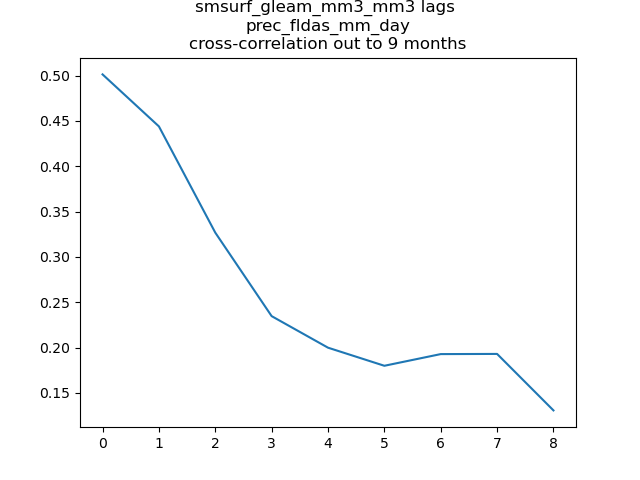 smsurf_gleam_mm3_mm3 lags
prec_fldas_mm_day
cross-correlation out to 9 months
0.50
0.45
0.40
0.35
0.30
0.25
0.20
0.15
0 1 2 3 4 5 6 7 8